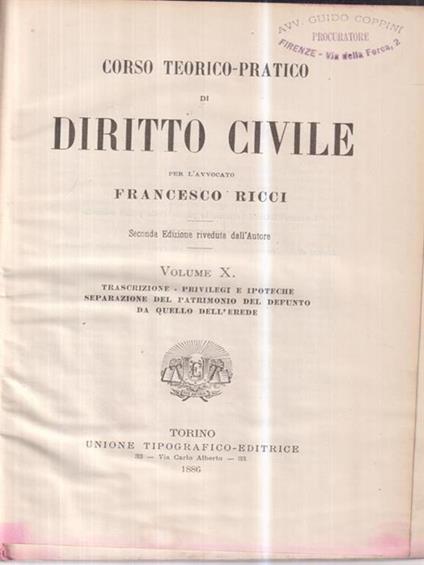 AVV. GUIDO COPPINI
PROCURATORE
FIRENZE - Via della Forca, 2
CORSO TEORICO-PRATICO
DI
DIRITTO CIVILE
PER L'AVVOCATO
FRANCESCO RICCI
Seconda Edizione riveduta dall'Autore
VOLUME X.
TRASCRIZIONE - PRIVILEGI E IPOTECHE
SEPARAZIONE DEL PATRIMONIO DEL DEFUNTO
DA QUELLO DELL'EREDE
TORINO
UNIONE TIPOGRAFICO-EDITRICE
33 — Via Carlo Alberto — 33
1886